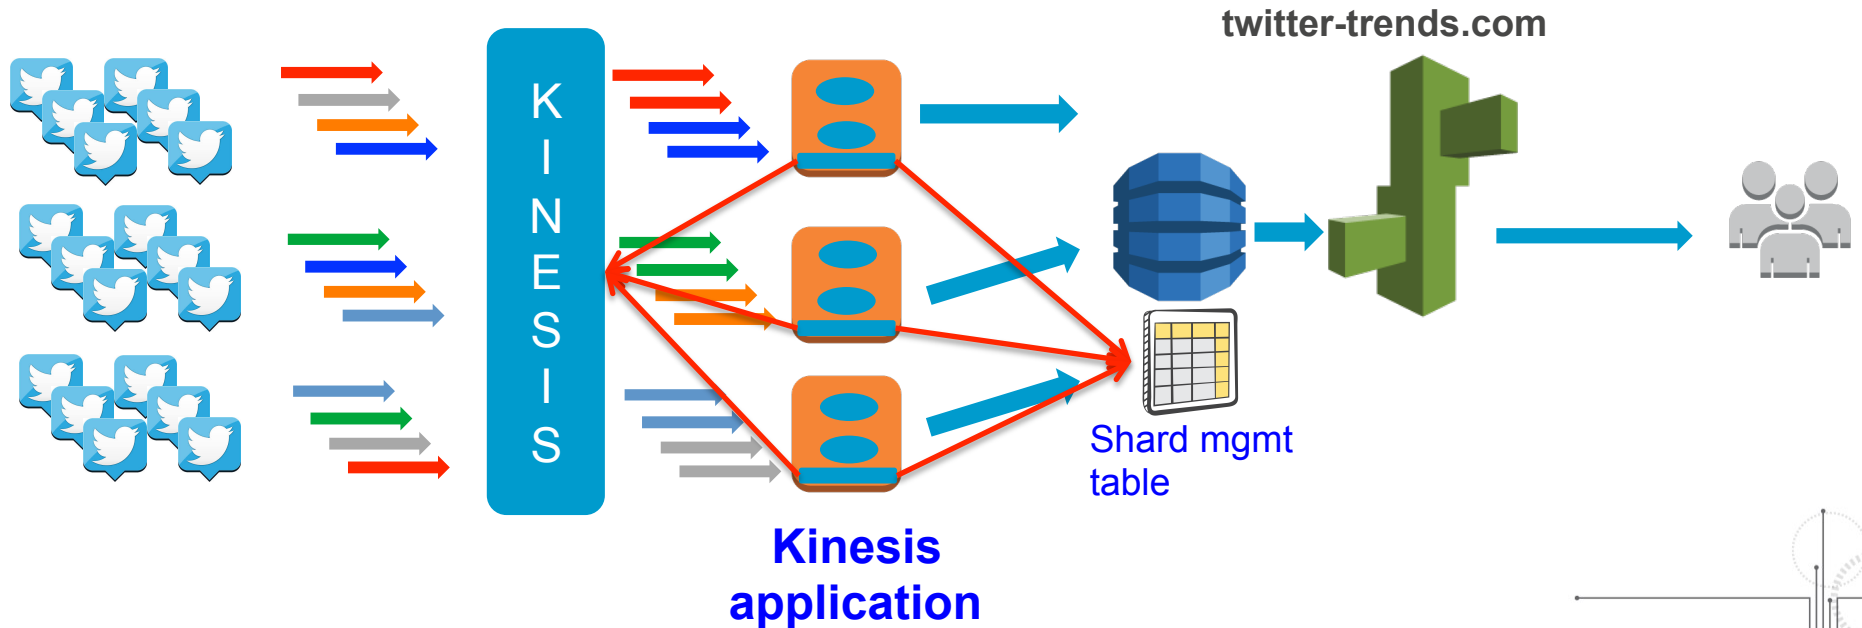 twitter-trends.com
K
I
N
E
S
I
S
Shard mgmt
table
Kinesis
application